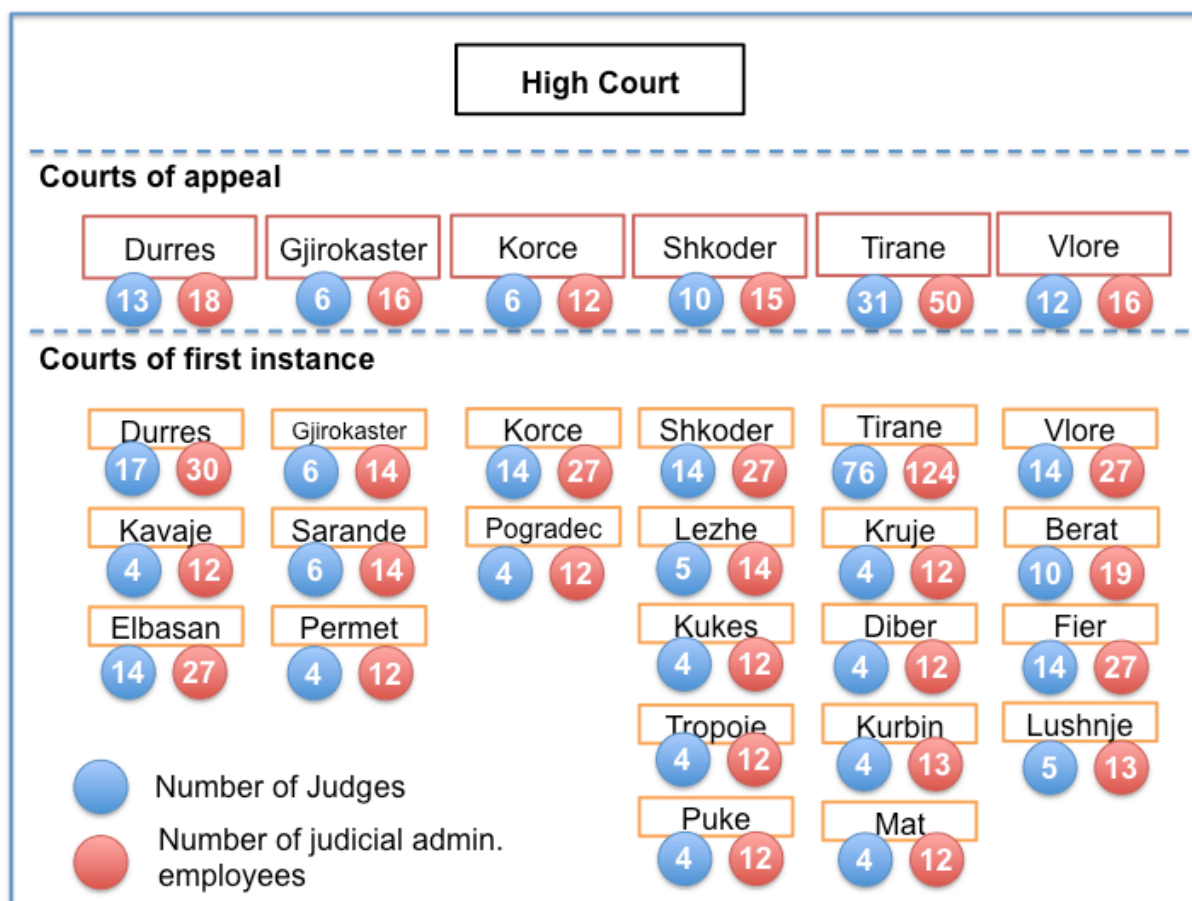 High Court
Courts of appeal
Durres Gjirokaster Korce Shkoder Tirane Vlore
13 18 6 16 6 12 10 15 31 50 12 16
Courts of first instance
Durres Gjirokaster Korce Shkoder Tirane Vlore
17 30 6 14 14 27 14 27 76 124 14 27
Kavaje Sarande Pogradec Lezhe Kruje Berat
4 12 6 14 4 12 5 14 4 12 10 19
Elbasan Permet Kukes Diber Fier
14 27 4 12 4 12 4 12 14 27
Tropoje Kurbin Lushnje
4 12 4 13 5 13
Puke Mat
4 12 4 12
Number of Judges
Number of judicial admin.
employees